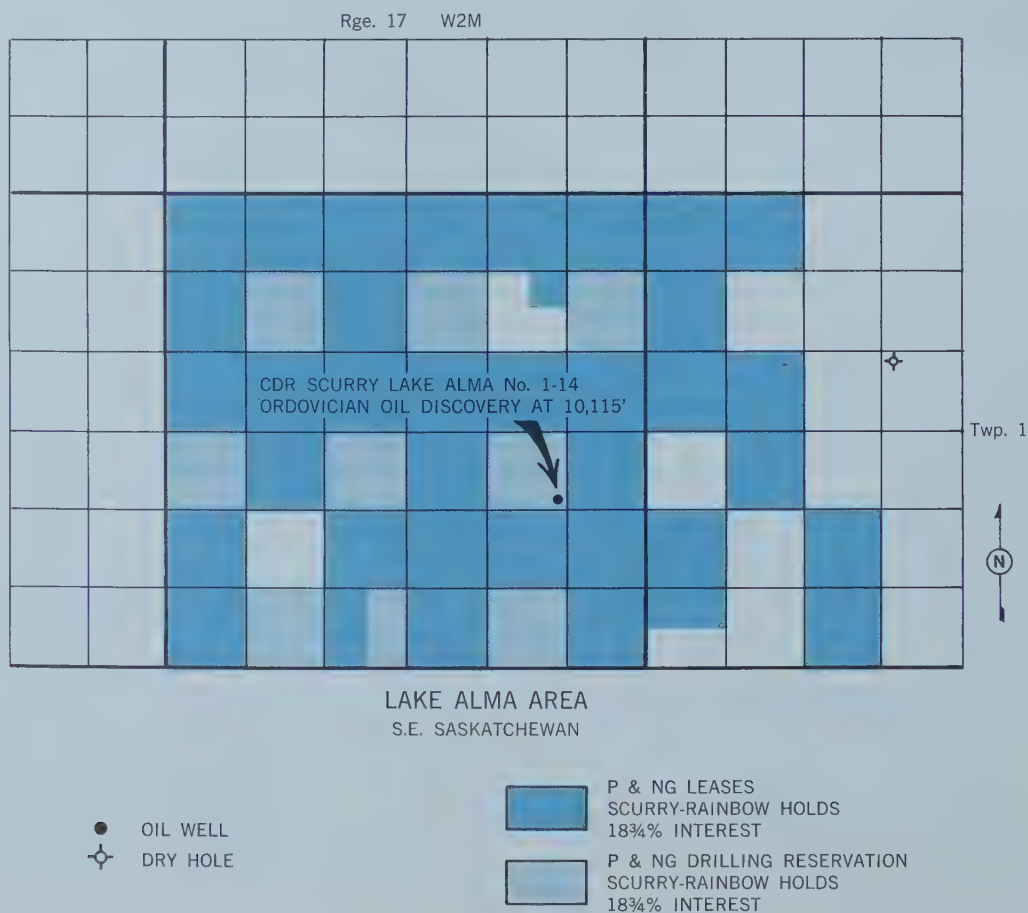 Rge. 17 W2M
CDR SCURRY LAKE ALMA No. 1-14
ORDOVICIAN OIL DISCOVERY AT 10,115'
Twp. 1
N
LAKE ALMA AREA
S.E. SASKATCHEWAN
OIL WELL
DRY HOLE
P & NG LEASES
SCURRY-RAINBOW HOLDS
18¾% INTEREST
P & NG DRILLING RESERVATION
SCURRY-RAINBOW HOLDS
18¾% INTEREST